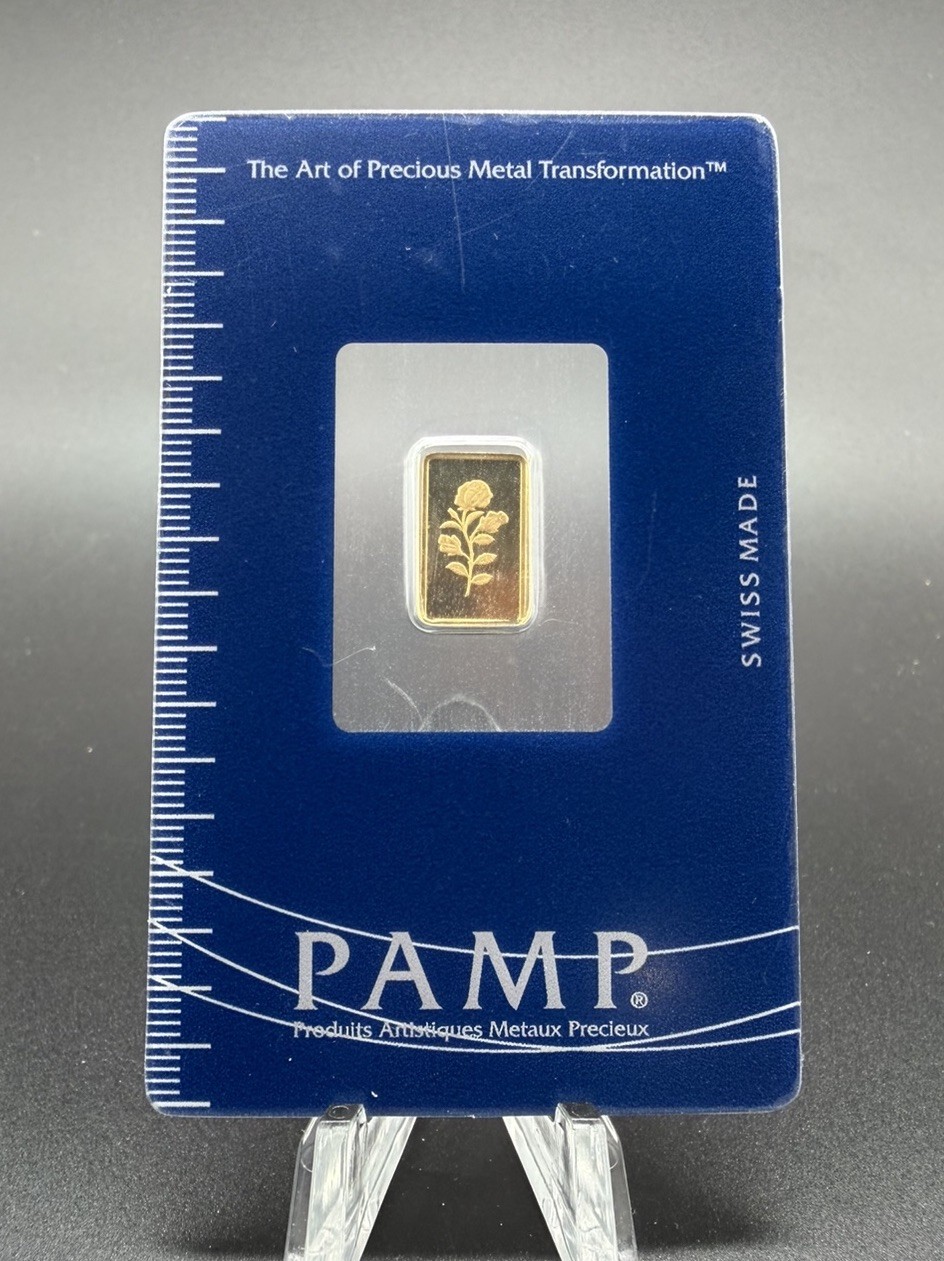 The Art of Precious Metal Transformation™
SWISS MADE
PAMP®
Produits Artistiques Metaux Precieux